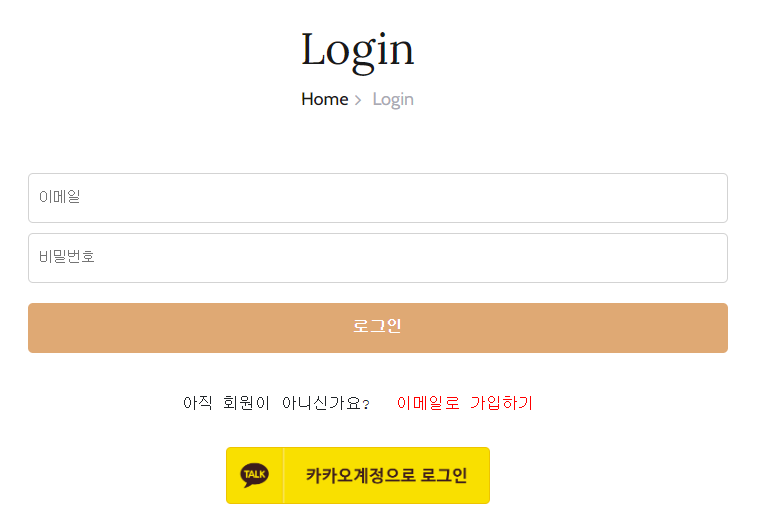 Login
Home > Login
이메일
비밀번호
로그인
아직 회원이 아니신가요? 이메일로 가입하기
TALK 카카오계정으로 로그인